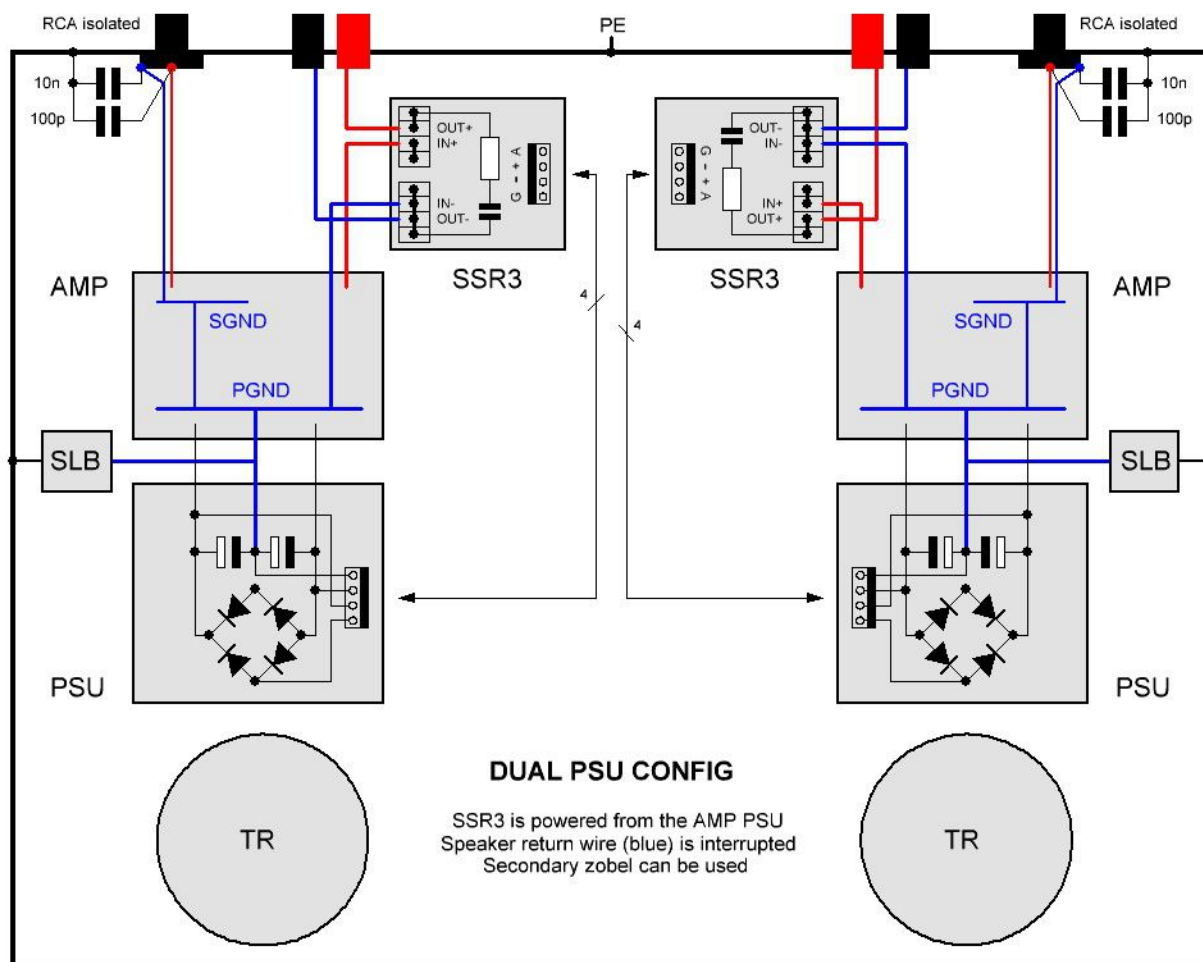 RCA isolated
PE
RCA isolated
10n
100p
10n
100p
OUT+
IN+
IN-
OUT-
G - + A
OUT-
IN-
IN+
OUT+
G - + A
SSR3
SSR3
AMP
AMP
4
4
SGND
PGND
SGND
PGND
SLB
SLB
PSU
PSU
DUAL PSU CONFIG
SSR3 is powered from the AMP PSU
Speaker return wire (blue) is interrupted
Secondary zobel can be used
TR
TR